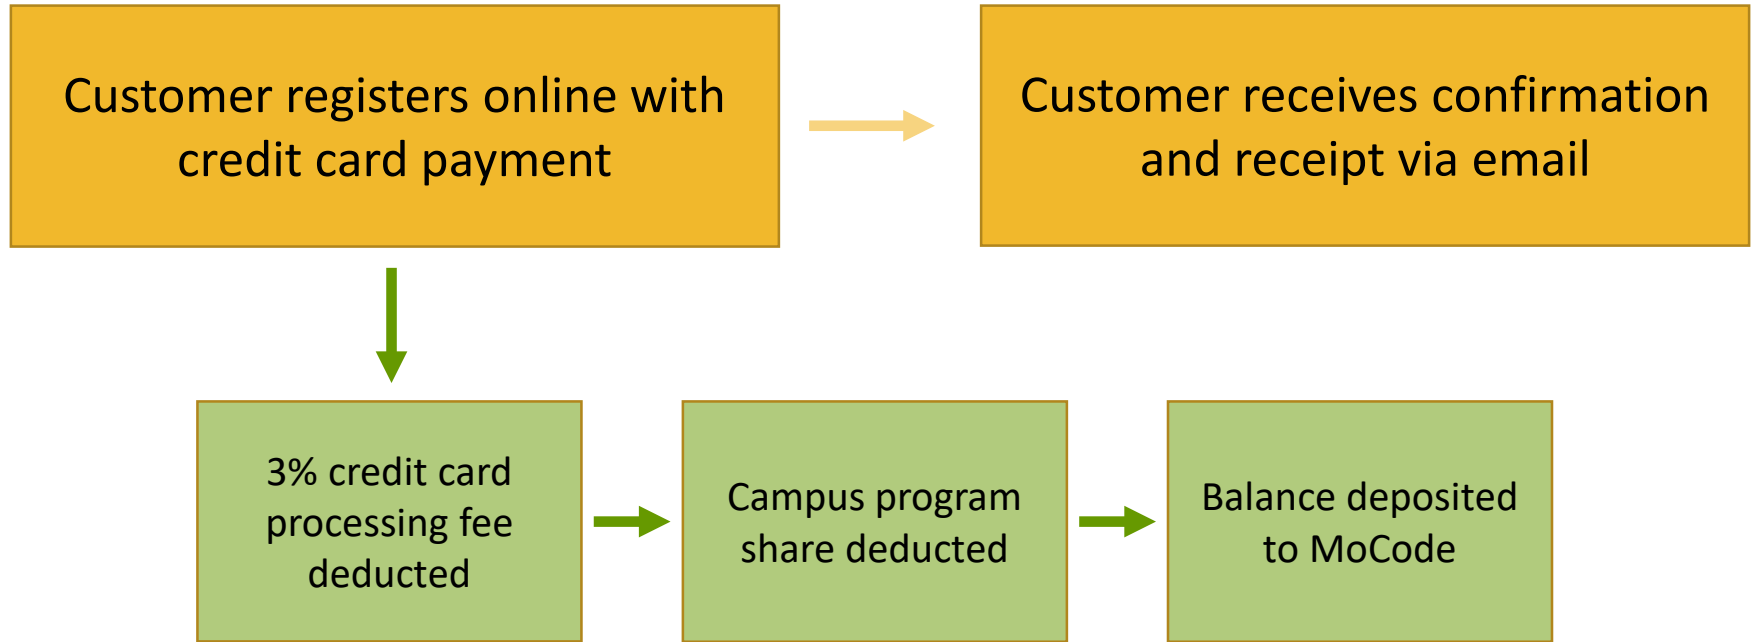 Customer registers online with
credit card payment
Customer receives confirmation
and receipt via email
3% credit card
processing fee
deducted
Campus program
share deducted
Balance deposited
to MoCode